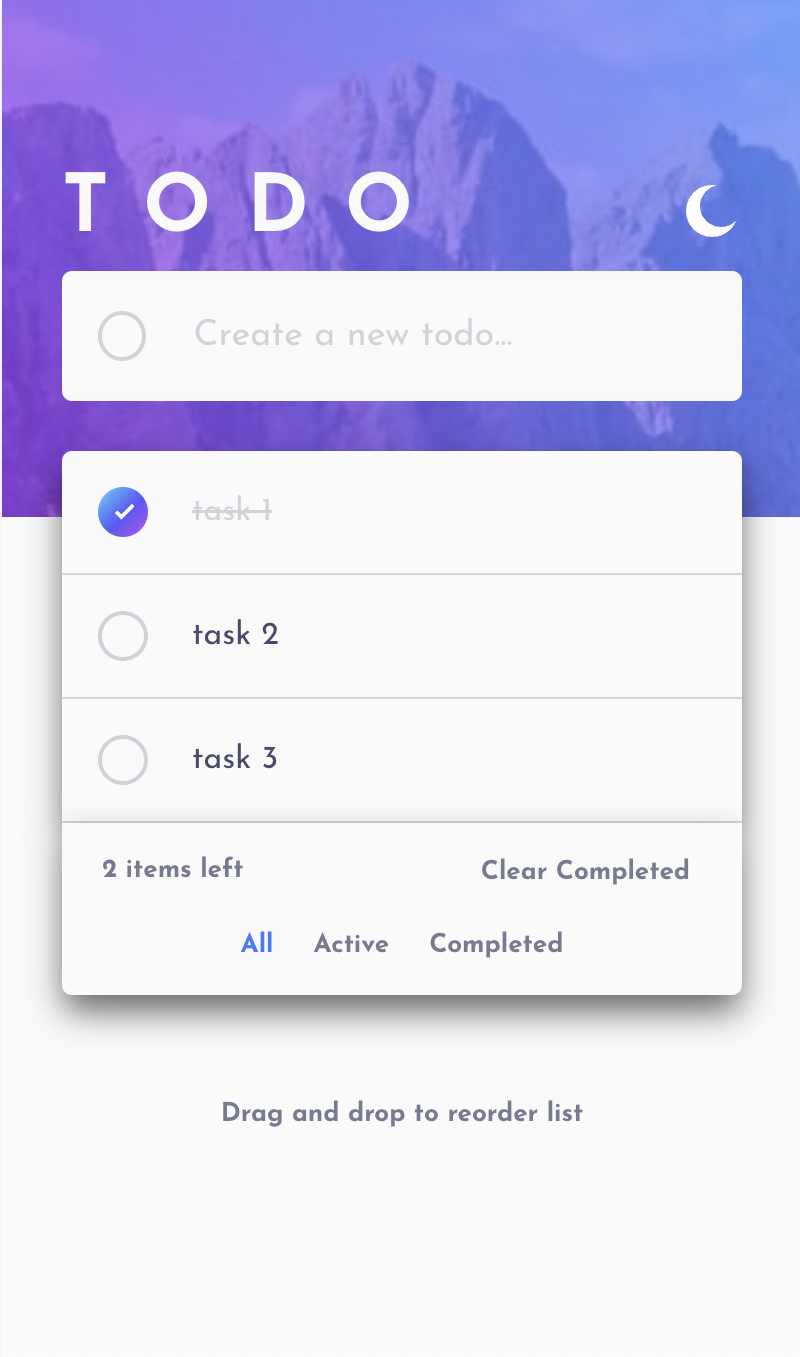 TODO
Create a new todo...
task 1
task 2
task 3
2 items left Clear Completed
All Active Completed
Drag and drop to reorder list